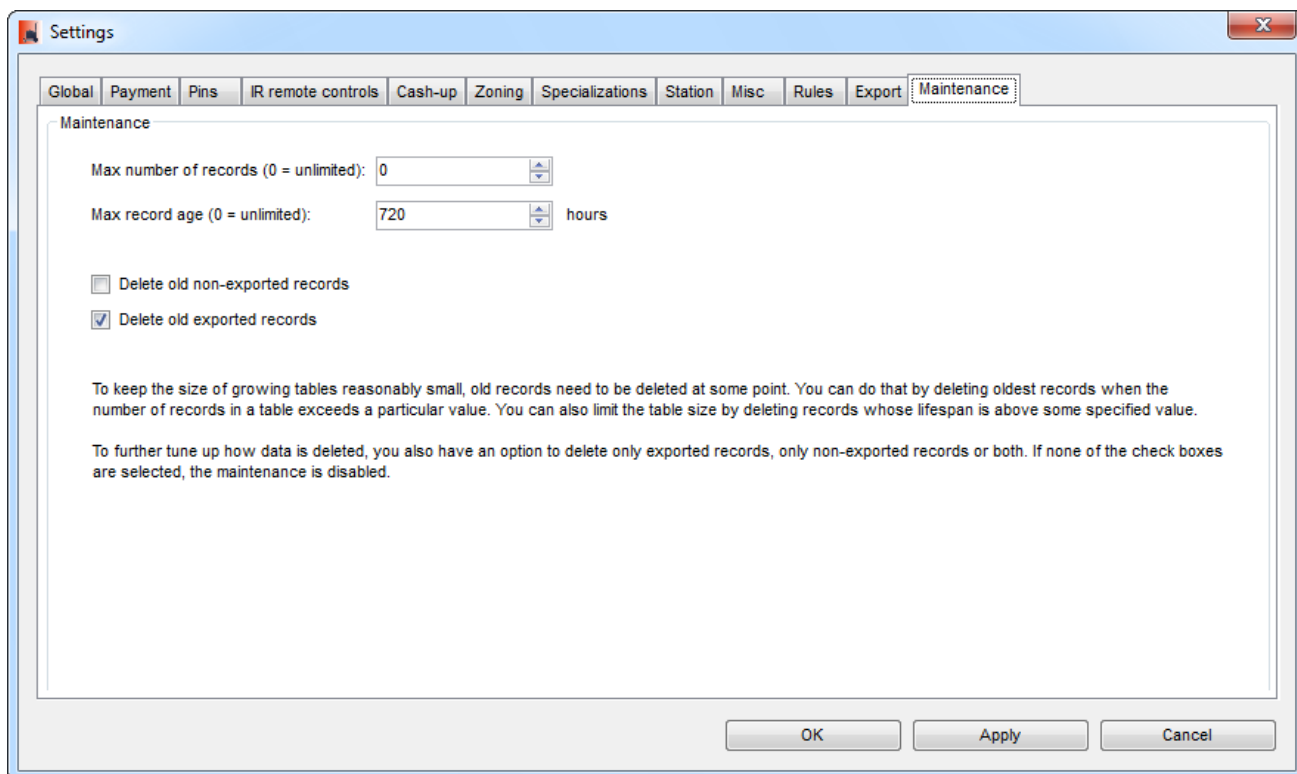 Settings
Global Payment Pins IR remote controls Cash-up Zoning Specializations Station Misc Rules Export Maintenance
Maintenance
Max number of records (0 = unlimited): 0
Max record age (0 = unlimited): 720 hours
Delete old non-exported records
Delete old exported records
To keep the size of growing tables reasonably small, old records need to be deleted at some point. You can do that by deleting oldest records when the
number of records in a table exceeds a particular value. You can also limit the table size by deleting records whose lifespan is above some specified value.
To further tune up how data is deleted, you also have an option to delete only exported records, only non-exported records or both. If none of the check boxes
are selected, the maintenance is disabled.
OK Apply Cancel